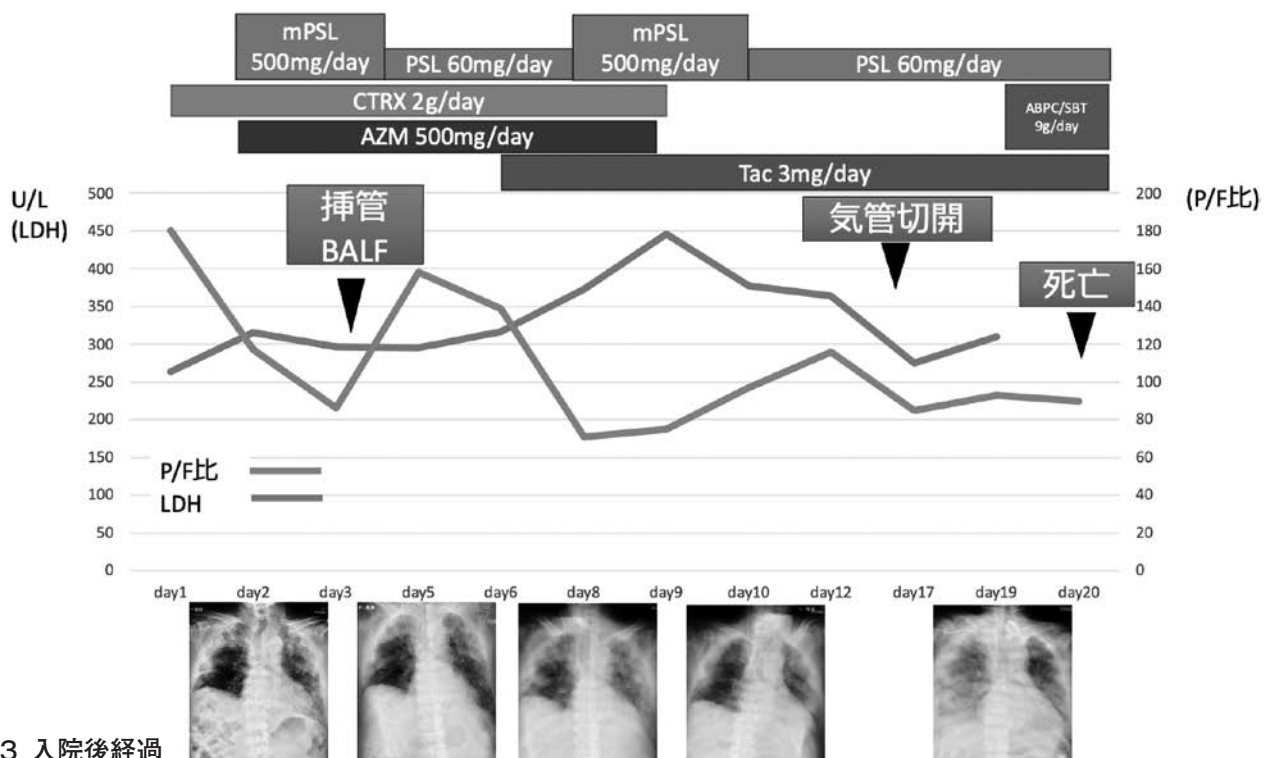 mPSL
500mg/day
PSL 60mg/day
mPSL
500mg/day
PSL 60mg/day
CTRX 2g/day
ABPC/SBT
9g/day
AZM 500mg/day
Tac 3mg/day
U/L
(LDH)
(P/F比)
500
450
400
350
300
250
200
150
100
50
0
挿管
BALF
気管切開
死亡
200
180
160
140
120
100
80
60
40
20
0
P/F比
LDH
day1 day2 day3 day5 day6 day8 day9 day10 day12 day17 day19 day20
3 入院後経過